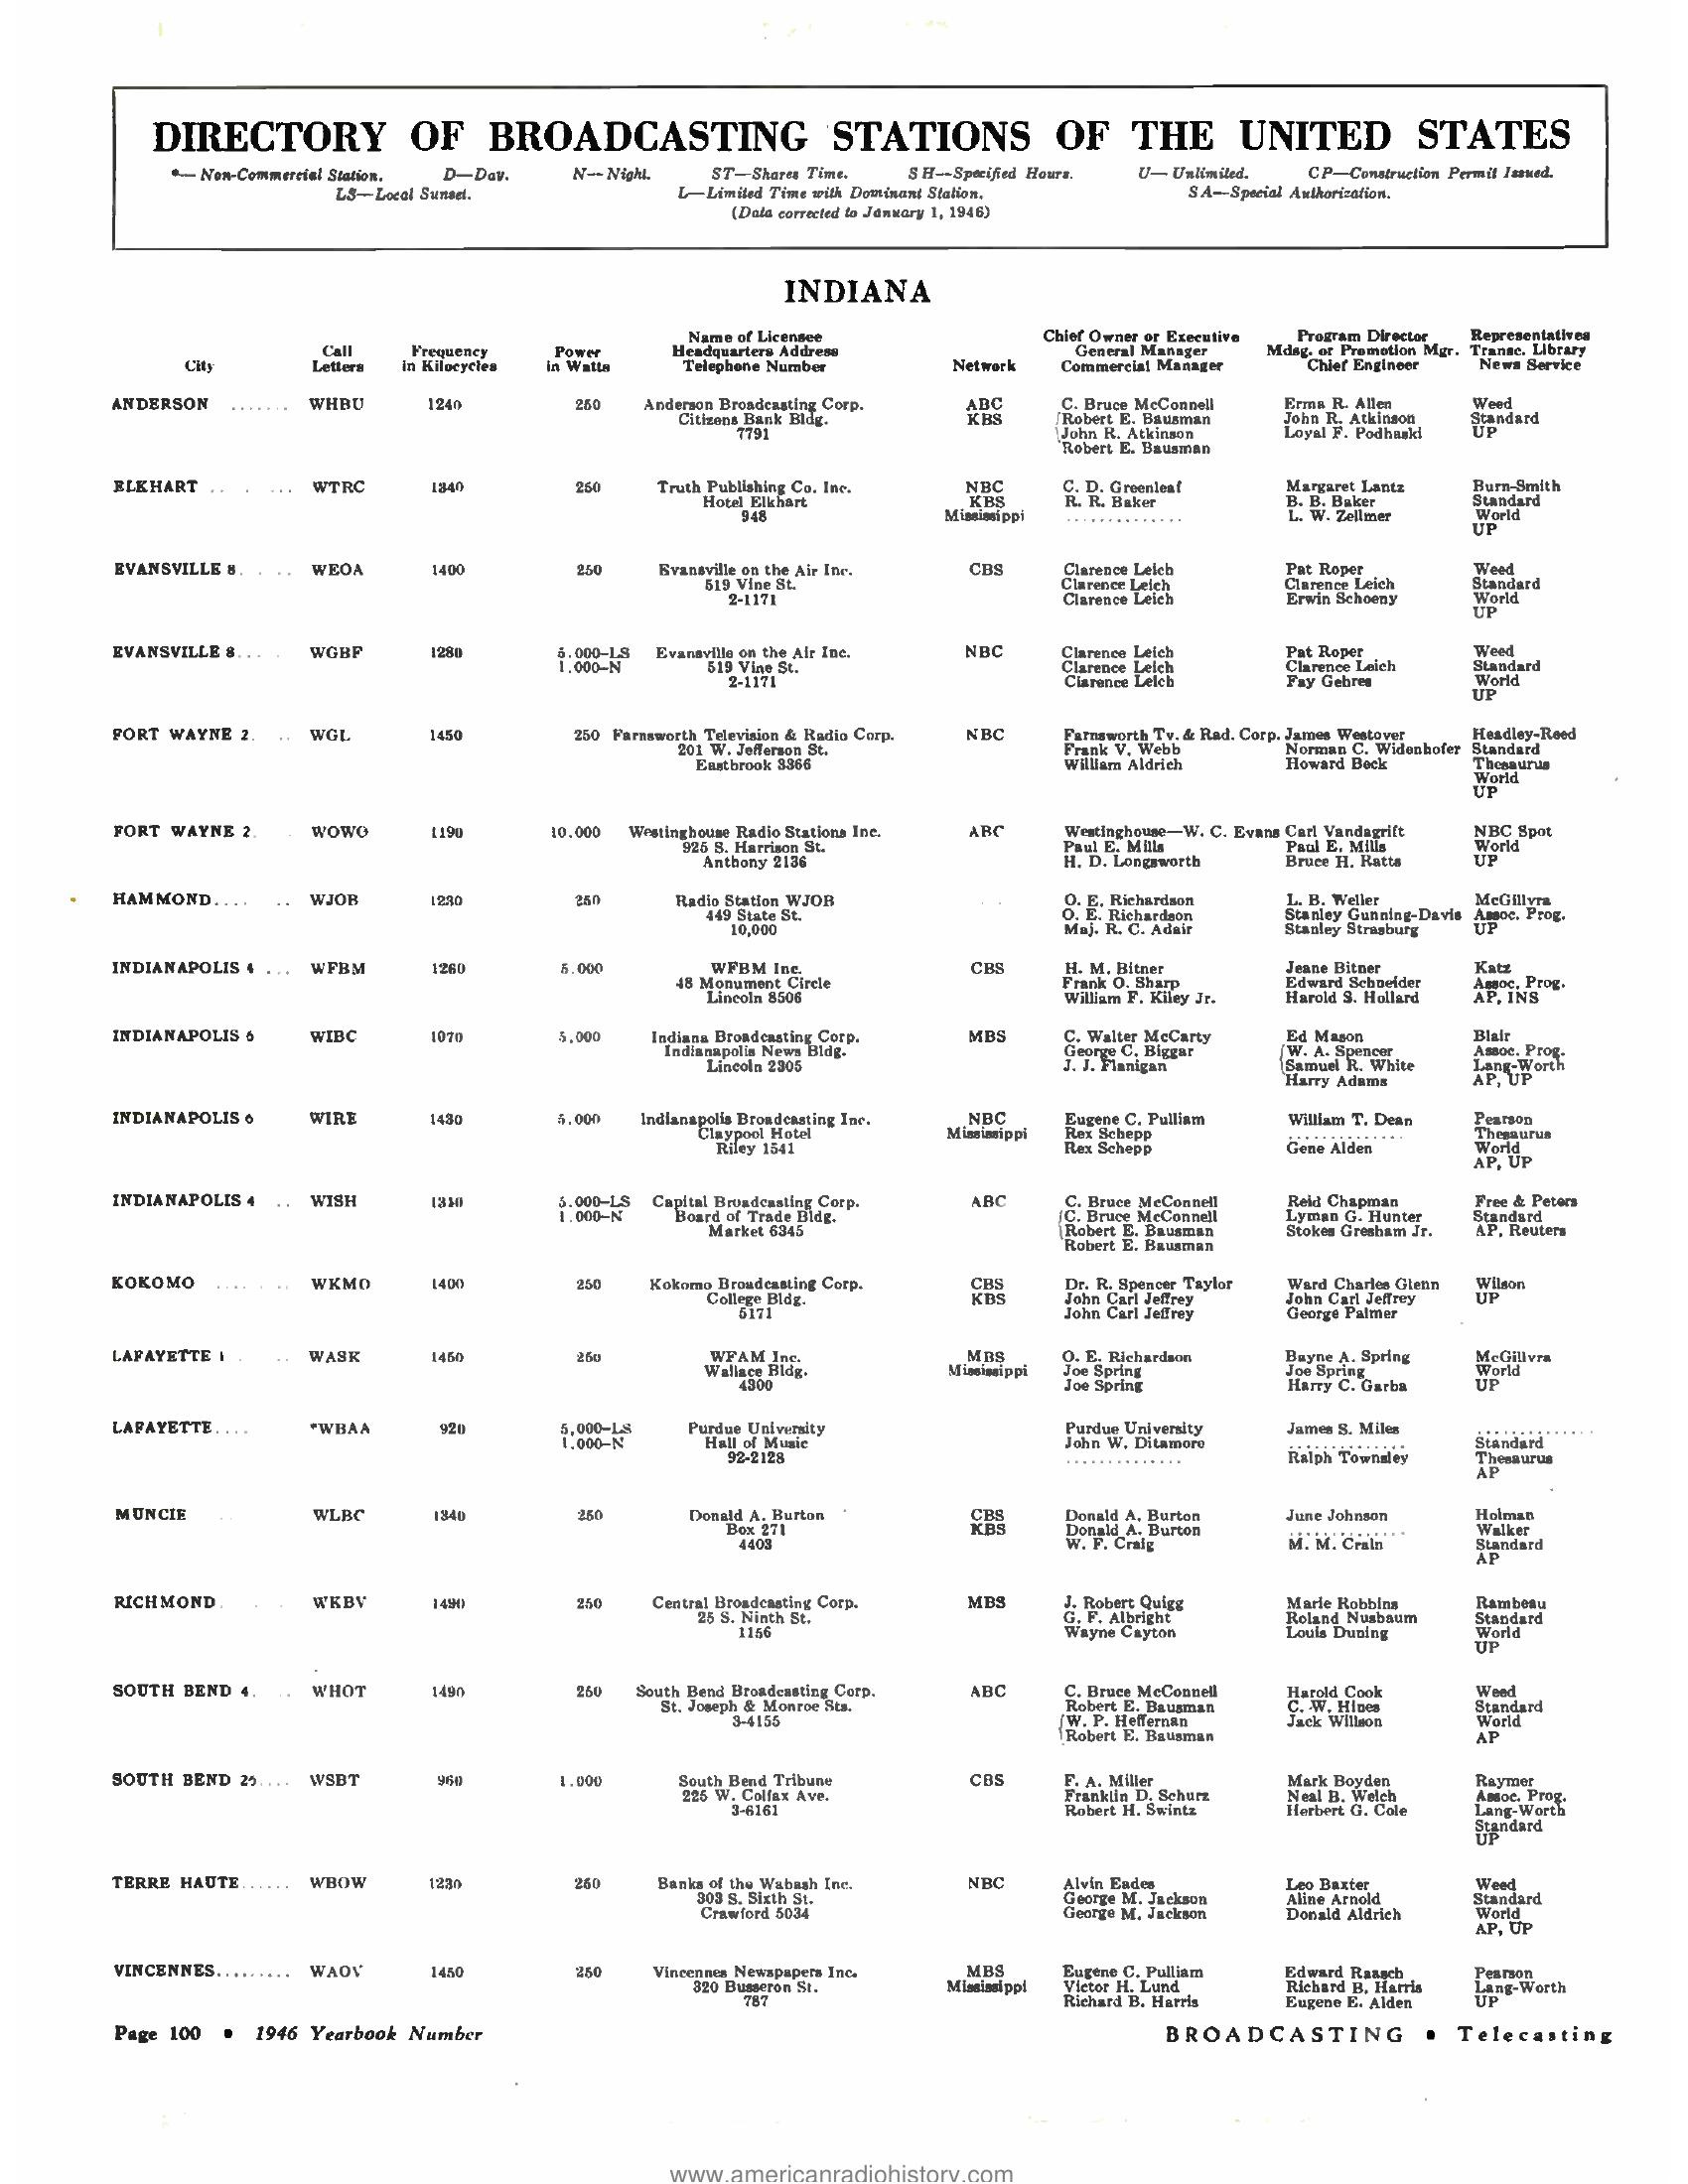 DIRECTORY OF BROADCASTING STATIONS OF THE UNITED STATES
*— Non-Commercial Station. D—Day. N—Night. ST—Shares Time. SH—Specified Hours. U—Unlimited. CP—Construction Permit Issued.
LS—Local Sunset. L—Limited Time with Dominant Station. SA—Special Authorization.
(Data corrected to January 1, 1946)
INDIANA
Name of Licensee Chief Owner or Executive Program Director Representatives
Call Frequency Power Headquarters Address General Manager Mdsg. or Promotion Mgr. Transc. Library
City Letters in Kilocycles in Watts Telephone Number Network Commercial Manager Chief Engineer News Service
ANDERSON ....... WHBU 1240 250 Anderson Broadcasting Corp. ABC C. Bruce McConnell Erma R. Allen Weed
Citizens Bank Bldg. KBS Robert E. Bausman John R. Atkinson Standard
7791 John R. Atkinson Loyal F. Podhaski UP
Robert E. Bausman
ELKHART .. . ... WTRC 1340 250 Truth Publishing Co. Inc. NBC C. D. Greenleaf Margaret Lantz Burn-Smith
Hotel Elkhart KBS R. R. Baker B. B. Baker Standard
948 Mississippi .............. L. W. Zellmer World
UP
EVANSVILLE 8. . .. WEOA 1400 250 Evansville on the Air Inc. CBS Clarence Leich Pat Roper Weed
519 Vine St. Clarence Leich Clarence Leich Standard
2-1171 Clarence Leich Erwin Schoeny World
UP
EVANSVILLE 8... . WGBF 1280 5,000-LS Evansville on the Air Inc. NBC Clarence Leich Pat Roper Weed
1,000-N 519 Vine St. Clarence Leich Clarence Leich Standard
2-1171 Clarence Leich Fay Gehres World
UP
FORT WAYNE 2. .. WGL 1450 250 Farnsworth Television & Radio Corp. NBC Farnsworth Tv. & Rad. Corp. James Westover Headley-Reed
201 W. Jefferson St. Frank V. Webb Norman C. Widenhofer Standard
Eastbrook 3366 William Aldrich Howard Beck Thesaurus
World
UP
FORT WAYNE 2. . WOWO 1190 10,000 Westinghouse Radio Stations Inc. ABC Westinghouse—W. C. Evans Carl Vandagrift NBC Spot
925 S. Harrison St. Paul E. Mills Paul E. Mills World
Anthony 2136 H. D. Longsworth Bruce H. Ratts UP
HAMMOND.... .. WJOB 1230 250 Radio Station WJOB . . O. E. Richardson L. B. Weller McGillvra
449 State St. O. E. Richardson Stanley Gunning-Davis Assoc. Prog.
10,000 Maj. R. C. Adair Stanley Strasburg UP
INDIANAPOLIS 4 . ... WFBM 1260 5,000 WFBM Inc. CBS H. M. Bitner Jeane Bitner Katz
48 Monument Circle Frank O. Sharp Edward Schneider Assoc. Prog.
Lincoln 8506 William F. Kiley Jr. Harold S. Hollard AP, INS
INDIANAPOLIS 6 WIBC 1070 5,000 Indiana Broadcasting Corp. MBS C. Walter McCarty Ed Mason Blair
Indianapolis News Bldg. George C. Biggar W. A. Spencer Assoc. Prog.
Lincoln 2305 J. J. Flanigan Samuel R. White Lang-Worth
Harry Adams AP, UP
INDIANAPOLIS 6 WIRE 1430 5,000 Indianapolis Broadcasting Inc. NBC Eugene C. Pulliam William T. Dean Pearson
Claypool Hotel Mississippi Rex Schepp .............. Thesaurus
Riley 1541 Rex Schepp Gene Alden World
AP, UP
INDIANAPOLIS 4 .. WISH 1310 5,000-LS Capital Broadcasting Corp. ABC C. Bruce McConnell Reid Chapman Free & Peters
1,000-N Board of Trade Bldg. C. Bruce McConnell Lyman G. Hunter Standard
Market 6345 Robert E. Bausman Stokes Gresham Jr. AP, Reuters
Robert E. Bausman
KOKOMO .... . .. WKMO 1400 250 Kokomo Broadcasting Corp. CBS Dr. R. Spencer Taylor Ward Charles Glenn Wilson
College Bldg. KBS John Carl Jeffrey John Carl Jeffrey UP
5171 John Carl Jeffrey George Palmer
LAFAYETTE 1 . .. WASK 1450 250 WFAM Inc. MBS O. E. Richardson Bayne A. Spring McGillvra
Wallace Bldg. Mississippi Joe Spring Joe Spring World
4300 Joe Spring Harry C. Garba UP
LAFAYETTE.... *WBAA 920 5,000-LS Purdue University Purdue University James S. Miles ..............
1,000-N Hall of Music John W. Ditamore .............. Standard
92-2128 .............. Ralph Townsley Thesaurus
AP
MUNCIE WLBC 1340 250 Donald A. Burton CBS Donald A. Burton June Johnson Holman
Box 271 KBS Donald A. Burton .............. Walker
4403 W. F. Craig M. M. Crain Standard
AP
RICHMOND. . . WKBV 1490 250 Central Broadcasting Corp. MBS J. Robert Quigg Marie Robbins Rambeau
25 S. Ninth St. G. F. Albright Roland Nusbaum Standard
1156 Wayne Cayton Louis Duning World
UP
SOUTH BEND 4. .. WHOT 1490 250 South Bend Broadcasting Corp. ABC C. Bruce McConnell Harold Cook Weed
St. Joseph & Monroe Sts. Robert E. Bausman C. W. Hines Standard
3-4155 W. P. Heffernan Jack Willson World
Robert E. Bausman AP
SOUTH BEND 26.... WSBT 960 1,000 South Bend Tribune CBS F. A. Miller Mark Boyden Raymer
225 W. Colfax Ave. Franklin D. Schurz Neal B. Welch Assoc. Prog.
3-6161 Robert H. Swintz Herbert G. Cole Lang-Worth
Standard
UP
TERRE HAUTE...... WBOW 1230 250 Banks of the Wabash Inc. NBC Alvin Eades Leo Baxter Weed
303 S. Sixth St. George M. Jackson Aline Arnold Standard
Crawford 5034 George M. Jackson Donald Aldrich World
AP, UP
VINCENNES......... WAOV 1450 250 Vincennes Newspapers Inc. MBS Eugene C. Pulliam Edward Raasch Pearson
320 Busseron St. Mississippi Victor H. Lund Richard B. Harris Lang-Worth
787 Richard B. Harris Eugene E. Alden UP
Page 100 • 1946 Yearbook Number BROADCASTING • Telecasting
www.americanradiohistory.com